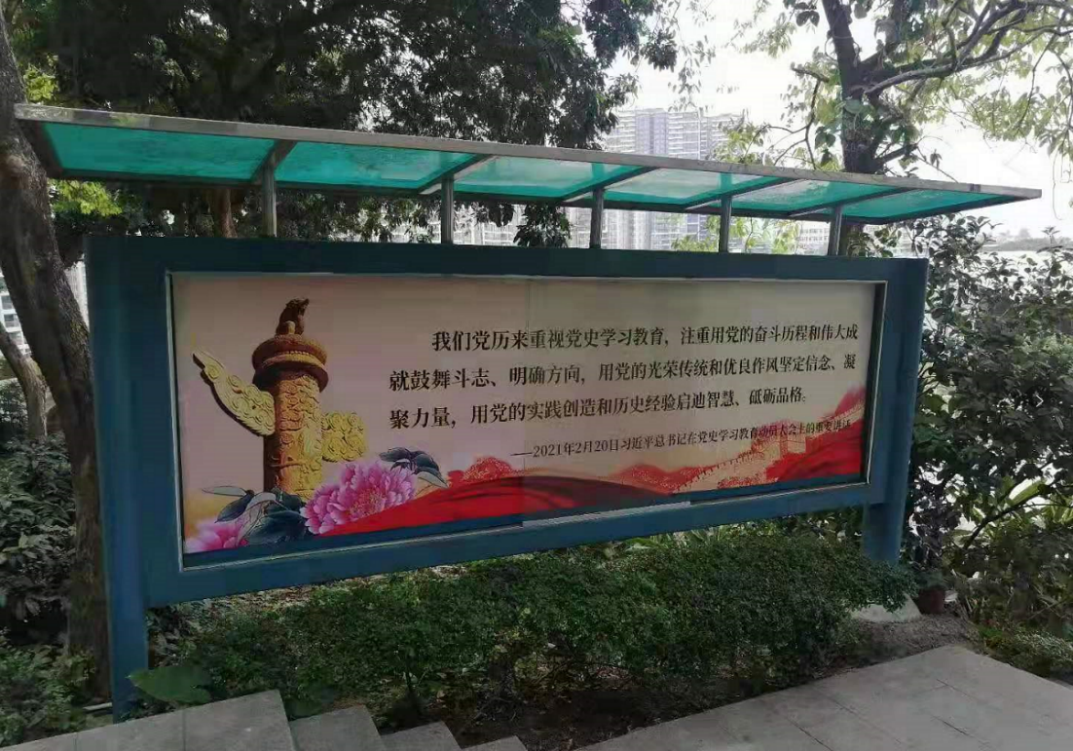 我们党历来重视党史学习教育，注重用党的奋斗历程和伟大成
就鼓舞斗志、明确方向，用党的光荣传统和优良作风坚定信念、凝
聚力量，用党的实践创造和历史经验启迪智慧、砥砺品格。
——2021年2月20日习近平总书记在党史学习教育动员大会上的重要讲话